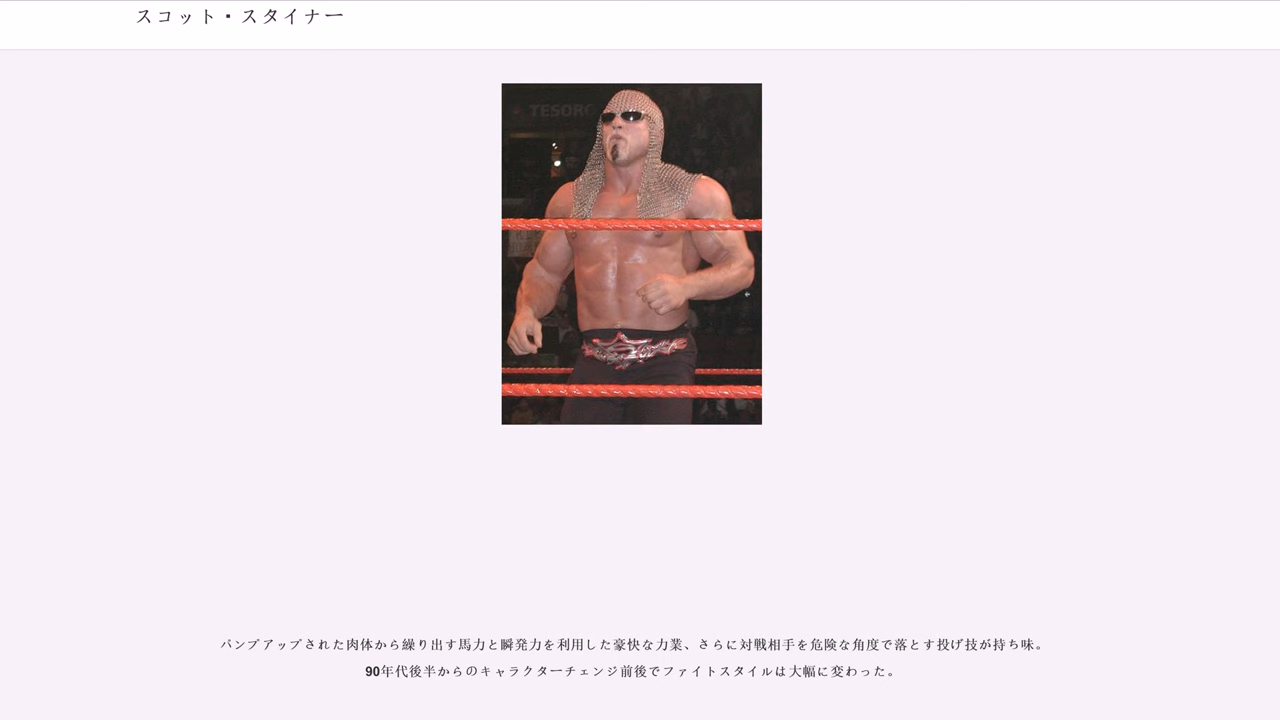 スコット・スタイナー
TESORO
パンプアップされた肉体から繰り出す馬力と瞬発力を利用した豪快な力業、さらに対戦相手を危険な角度で落とす投げ技が持ち味。
90年代後半からのキャラクターチェンジ前後でファイトスタイルは大幅に変わった。